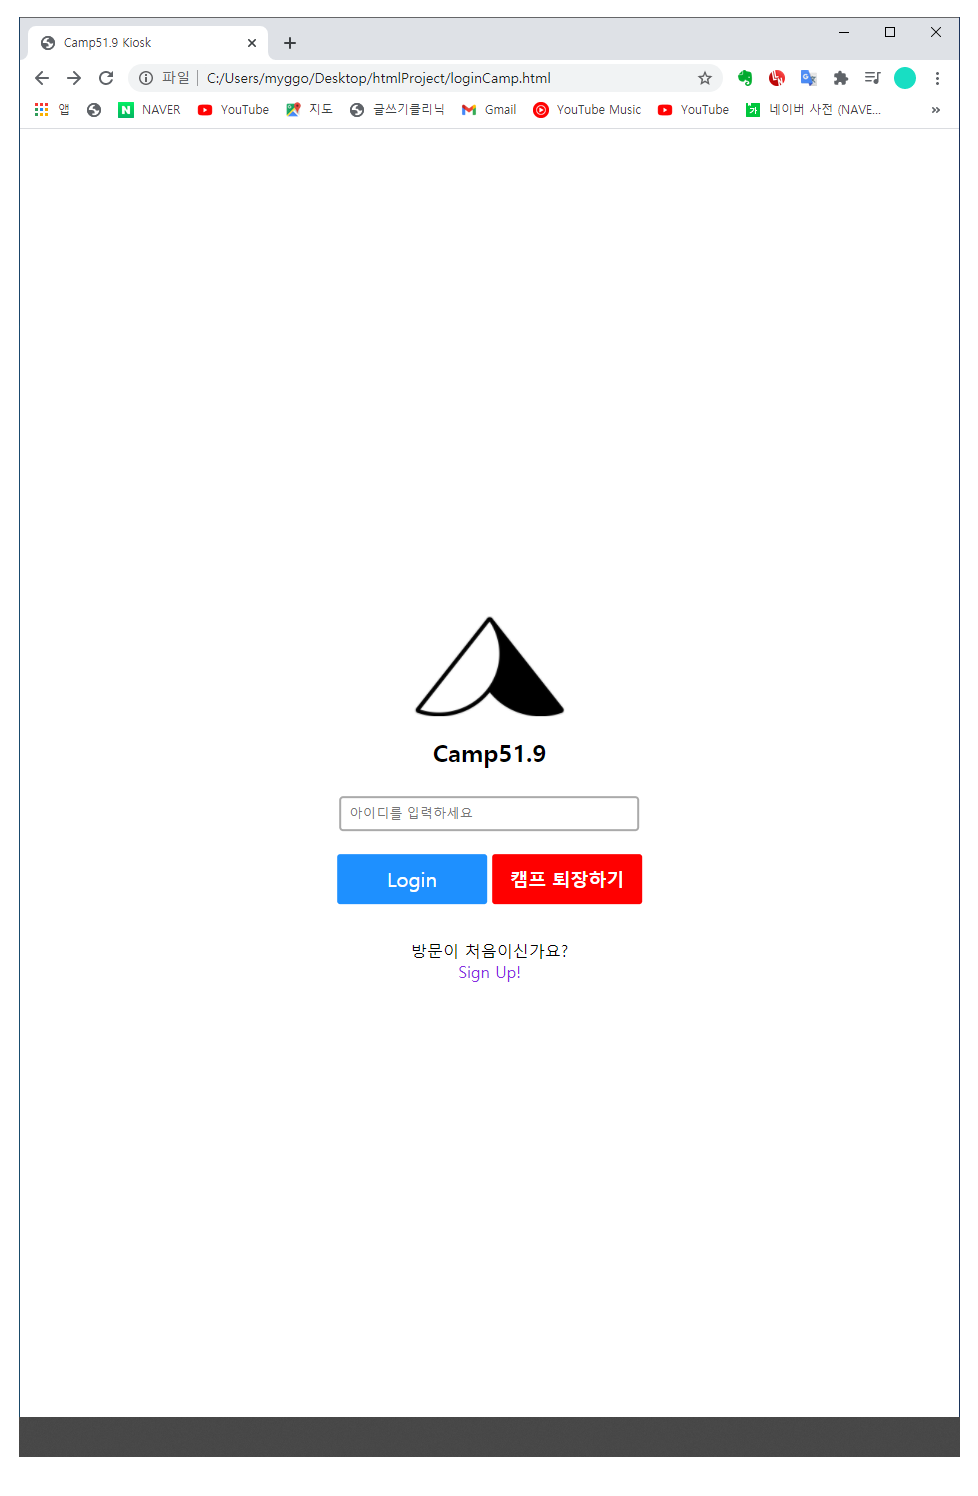 Camp51.9 Kiosk
파일 | C:/Users/myggo/Desktop/htmlProject/loginCamp.html
앱 NAVER YouTube 지도 글쓰기클리닉 Gmail YouTube Music YouTube 네이버 사전 (NAVE... »
Camp51.9
아이디를 입력하세요
Login 캠프 퇴장하기
방문이 처음이신가요?
Sign Up!